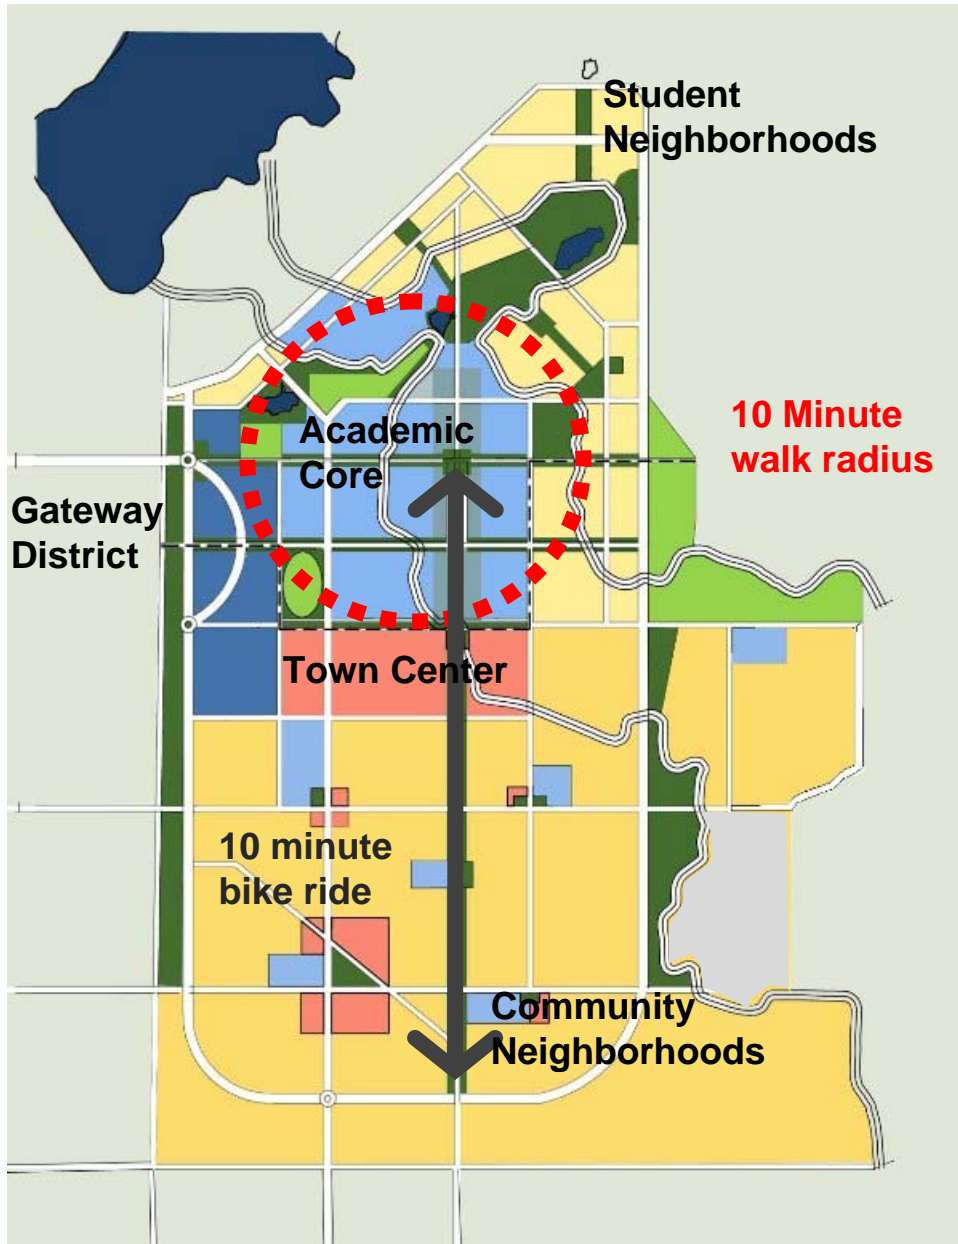 Student
Neighborhoods
10 Minute
walk radius
Academic
Core
Gateway
District
Town Center
10 minute
bike ride
Community
Neighborhoods